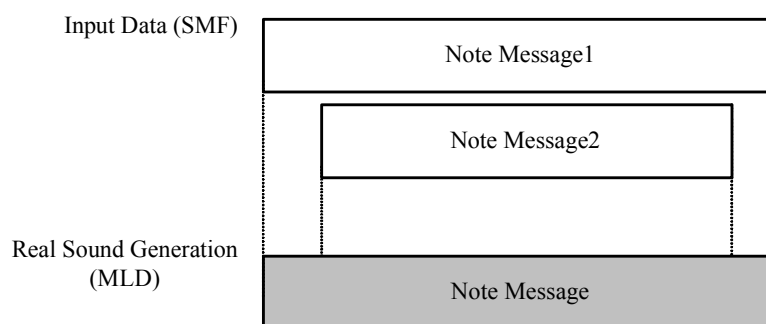 Input Data (SMF)
Note Message1
Note Message2
Real Sound Generation
(MLD)
Note Message